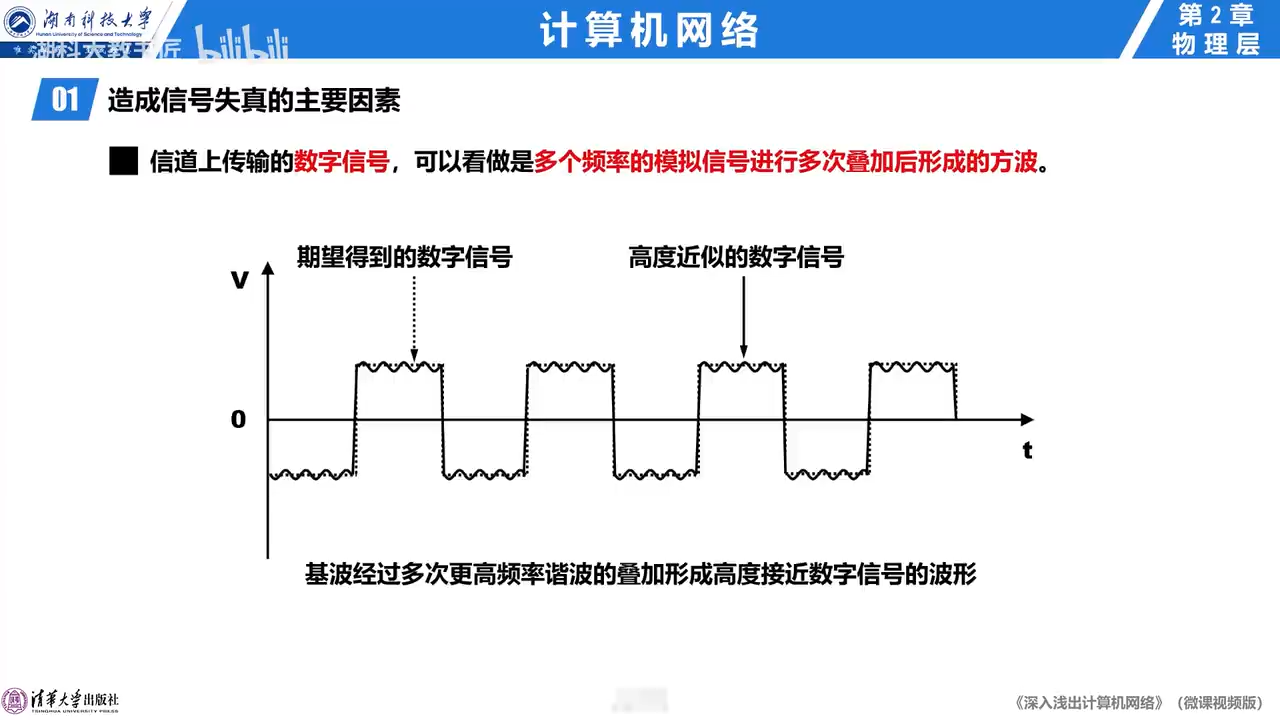 湖南科技大学
Hunan University of Science and Technology
湖科大教书匠
bilibili
计算机网络
第2章
物理层
01 造成信号失真的主要因素
信道上传输的数字信号，可以看做是多个频率的模拟信号进行多次叠加后形成的方波。
期望得到的数字信号
高度近似的数字信号
V
0
t
基波经过多次更高频率谐波的叠加形成高度接近数字信号的波形
清华大学出版社
TSINGHUA UNIVERSITY PRESS
《深入浅出计算机网络》（微课视频版）